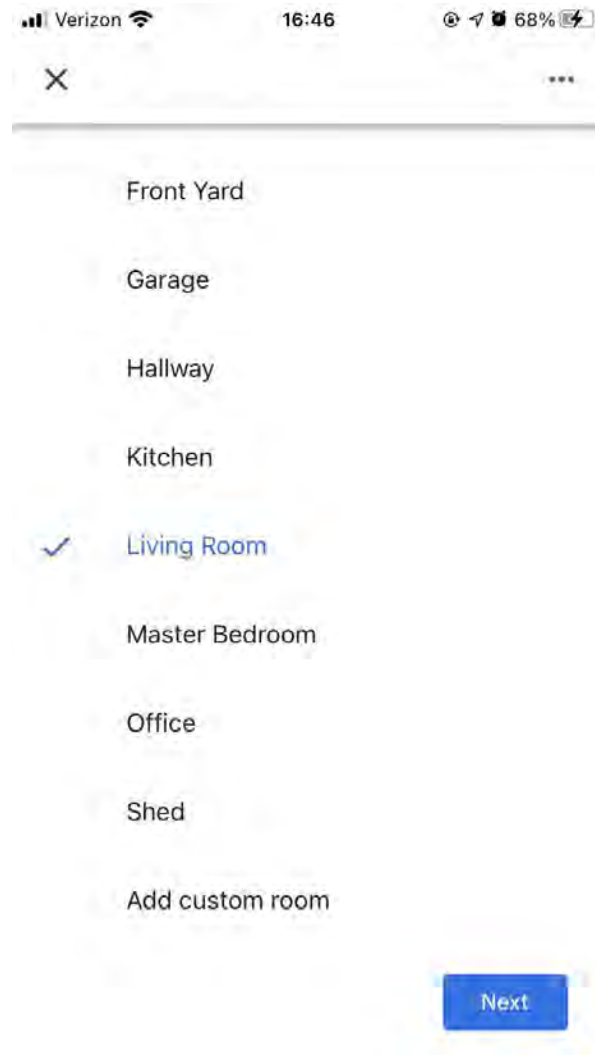 Verizon 16:46 68%
Front Yard
Garage
Hallway
Kitchen
Living Room
Master Bedroom
Office
Shed
Add custom room
Next